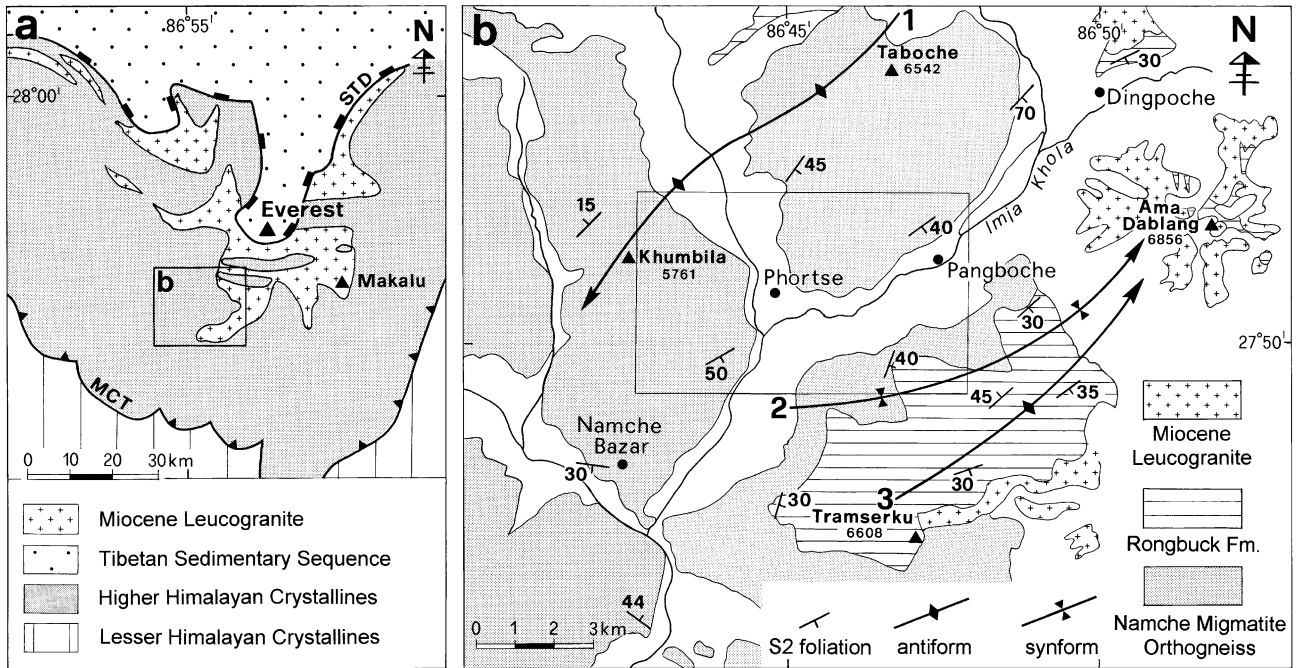 a
86°55'
N
28°00'
STD
Everest
Makalu
b
MCT
0 10 20 30km
Miocene Leucogranite
Tibetan Sedimentary Sequence
Higher Himalayan Crystallines
Lesser Himalayan Crystallines
b
86°45'
86°50'
N
1
Taboche
6542
30
Dingpoche
70
45
Imja Khola
15
40
Ama
Dablang
6856
Khumbila
5761
Phortse
Pangboche
30
27°50'
50
40
2
45
35
Namche
Bazar
30
30
3
30
Tramserku
6608
44
0 1 2 3km
Miocene
Leucogranite
Rongbuck Fm.
Namche Migmatite
Orthogneiss
S2 foliation
antiform
synform